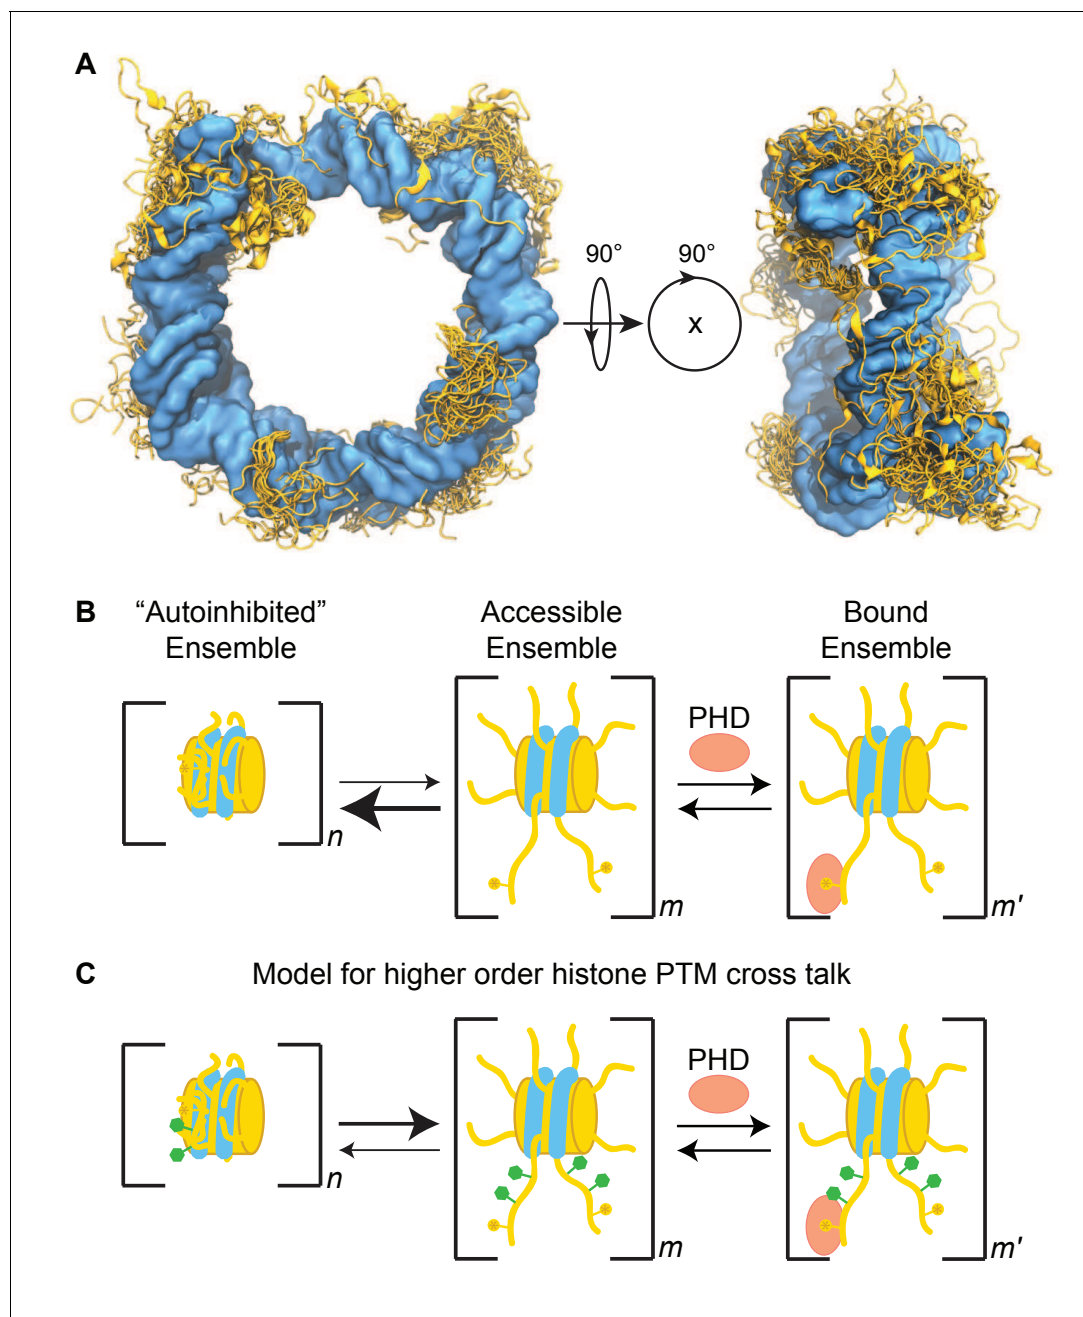 A
90°
90°
x
B
"Autoinhibited"
Ensemble
Accessible
Ensemble
Bound
Ensemble
PHD
*
*
*
*
*
n
m
m'
C
Model for higher order histone PTM cross talk
PHD
*
*
*
*
*
n
m
m'